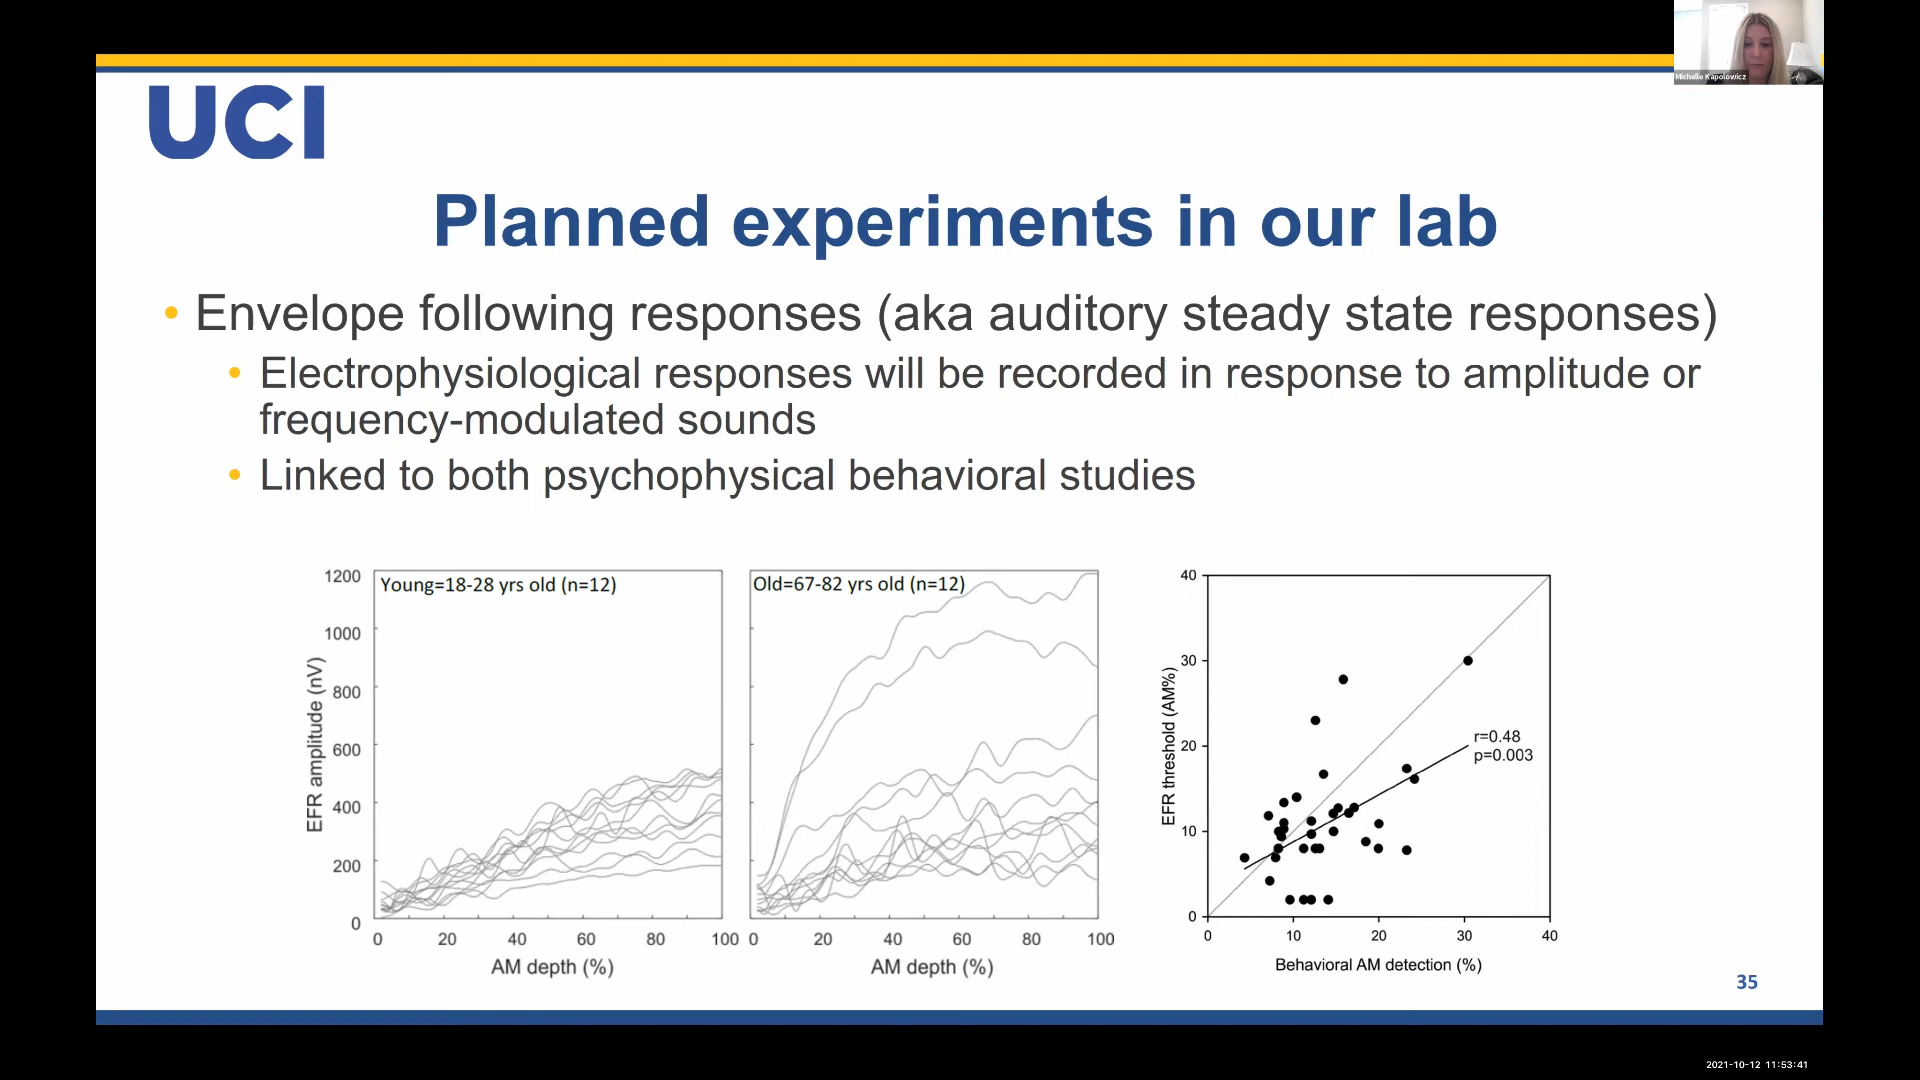 Michelle Kapolowicz
UCI
Planned experiments in our lab
• Envelope following responses (aka auditory steady state responses)
• Electrophysiological responses will be recorded in response to amplitude or
frequency-modulated sounds
• Linked to both psychophysical behavioral studies
EFR amplitude (nV)
1200
1000
800
600
400
200
0
Young=18-28 yrs old (n=12)
0 20 40 60 80 100
AM depth (%)
Old=67-82 yrs old (n=12)
0 20 40 60 80 100
AM depth (%)
EFR threshold (AM%)
40
30
20
10
0
r=0.48
p=0.003
0 10 20 30 40
Behavioral AM detection (%)
35
2021-10-12 11:53:41